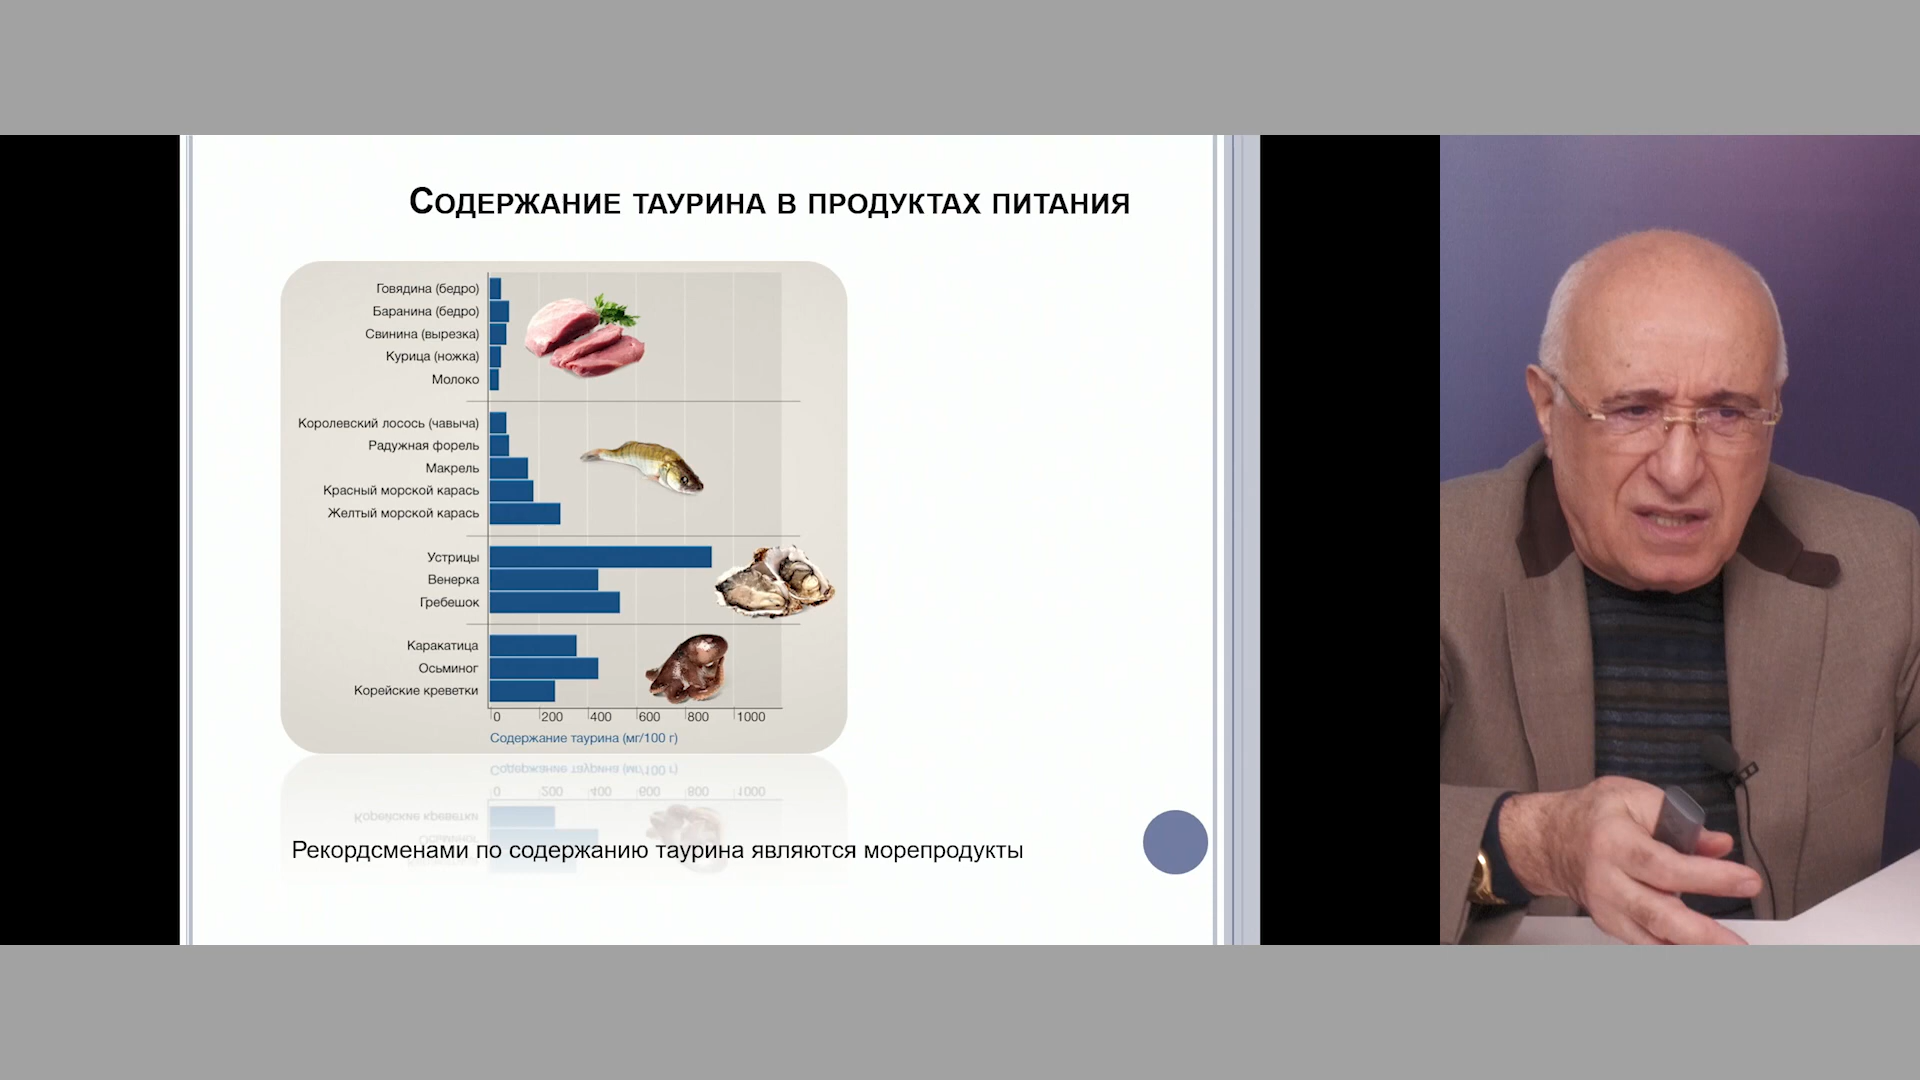 Содержание таурина в продуктах питания
Говядина (бедро)
Баранина (бедро)
Свинина (вырезка)
Курица (ножка)
Молоко
Королевский лосось (чавыча)
Радужная форель
Макрель
Красный морской карась
Желтый морской карась
Устрицы
Венерка
Гребешок
Каракатица
Осьминог
Корейские креветки
0 200 400 600 800 1000
Содержание таурина (мг/100 г)
Рекордсменами по содержанию таурина являются морепродукты